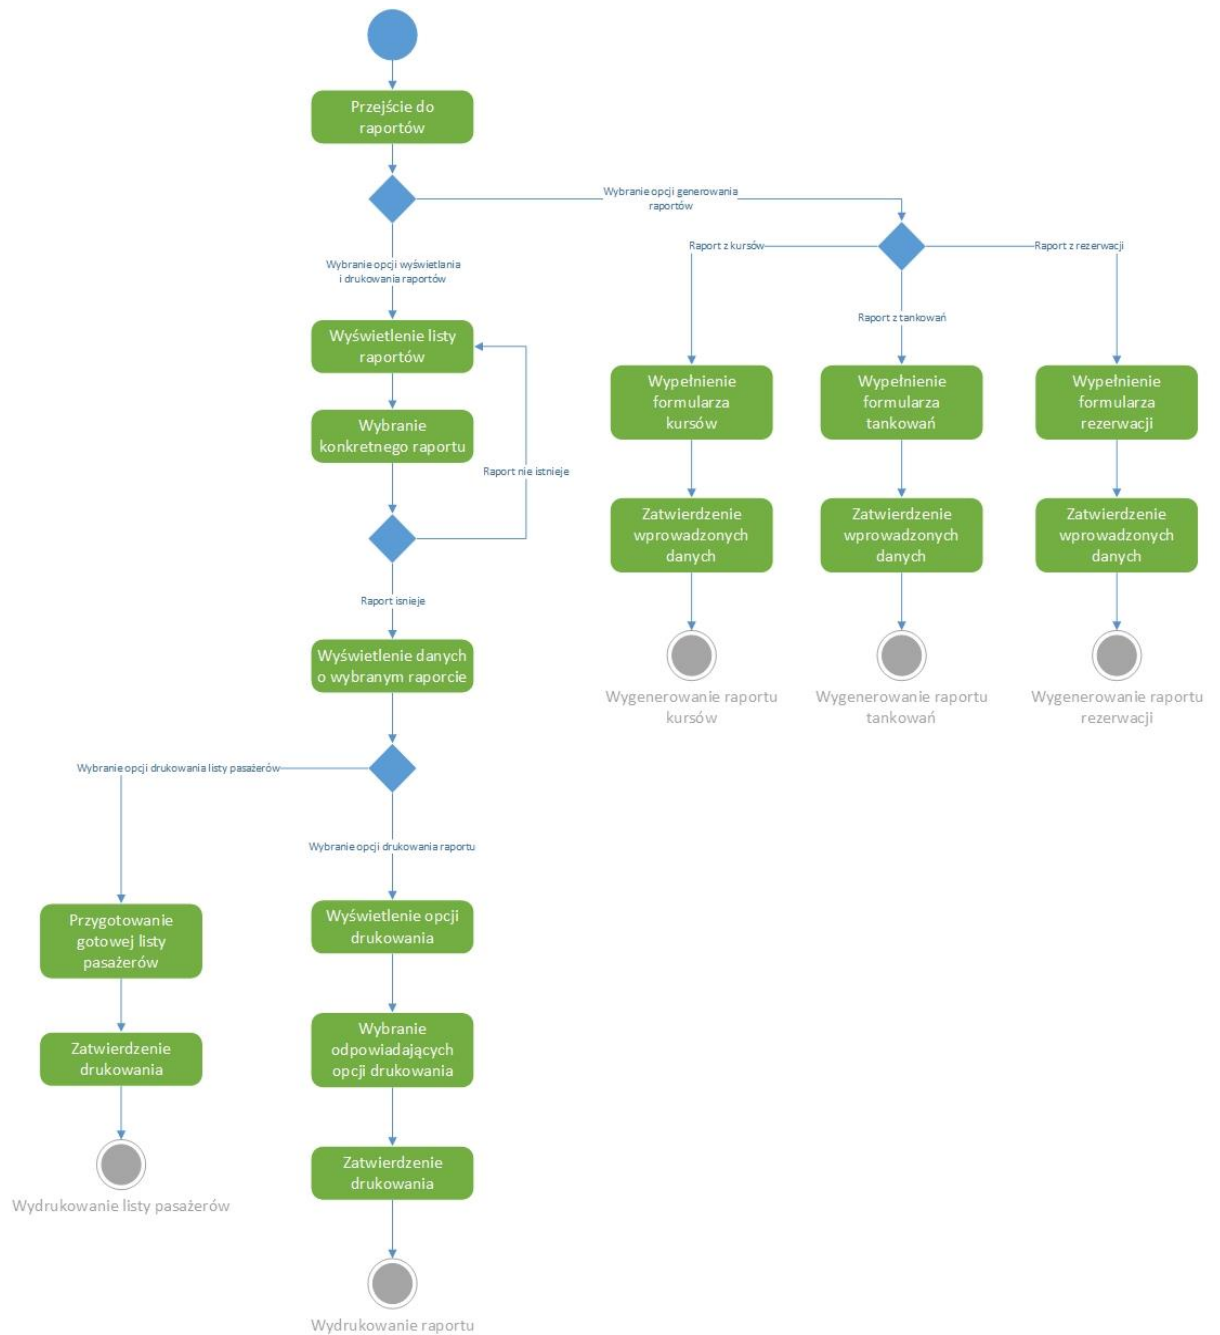 Przejście do
raportów
Wybranie opcji generowania
raportów
Raport z kursów
Raport z rezerwacji
Wybranie opcji wyświetlania
i drukowania raportów
Raport z tankowań
Wyświetlenie listy
raportów
Wypełnienie
formularza
kursów
Wypełnienie
formularza
tankowań
Wypełnienie
formularza
rezerwacji
Wybranie
konkretnego raportu
Raport nie istnieje
Zatwierdzenie
wprowadzonych
danych
Zatwierdzenie
wprowadzonych
danych
Zatwierdzenie
wprowadzonych
danych
Raport isnieje
Wyświetlenie danych
o wybranym raporcie
Wygenerowanie raportu
kursów
Wygenerowanie raportu
tankowań
Wygenerowanie raportu
rezerwacji
Wybranie opcji drukowania listy pasażerów
Wybranie opcji drukowania raportu
Przygotowanie
gotowej listy
pasażerów
Wyświetlenie opcji
drukowania
Zatwierdzenie
drukowania
Wybranie
odpowiadających
opcji drukowania
Wydrukowanie listy pasażerów
Zatwierdzenie
drukowania
Wydrukowanie raportu